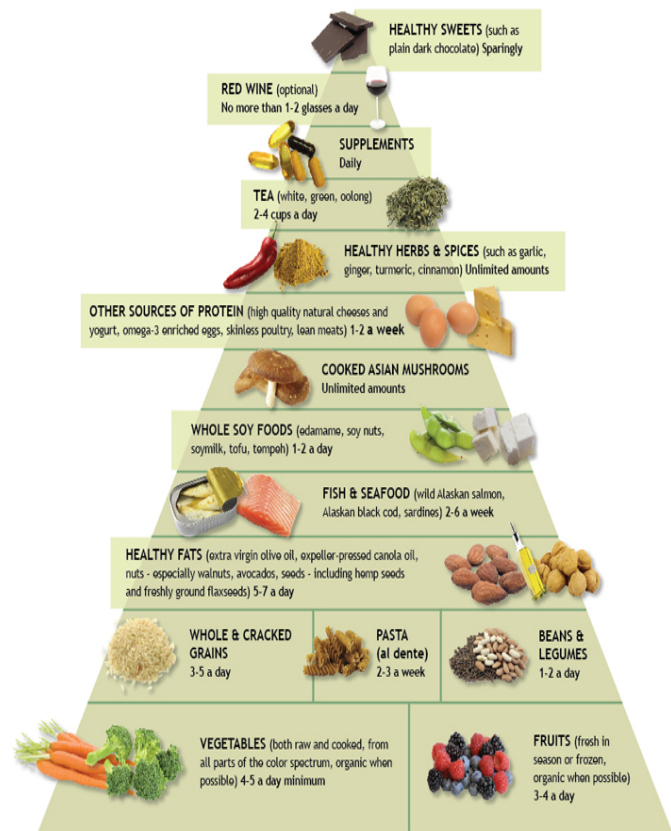 HEALTHY SWEETS (such as
plain dark chocolate) Sparingly
RED WINE (optional)
No more than 1-2 glasses a day
SUPPLEMENTS
Daily
TEA (white, green, oolong)
2-4 cups a day
HEALTHY HERBS & SPICES (such as garlic,
ginger, turmeric, cinnamon) Unlimited amounts
OTHER SOURCES OF PROTEIN (high quality natural cheeses and
yogurt, omega-3 enriched eggs, skinless poultry, lean meats) 1-2 a week
COOKED ASIAN MUSHROOMS
Unlimited amounts
WHOLE SOY FOODS (edamame, soy nuts,
soymilk, tofu, tempeh) 1-2 a day
FISH & SEAFOOD (wild Alaskan salmon,
Alaskan black cod, sardines) 2-6 a week
HEALTHY FATS (extra virgin olive oil, expeller-pressed canola oil,
nuts - especially walnuts, avocados, seeds - including hemp seeds
and freshly ground flaxseeds) 5-7 a day
WHOLE & CRACKED
GRAINS
3-5 a day
PASTA
(al dente)
2-3 a week
BEANS &
LEGUMES
1-2 a day
VEGETABLES (both raw and cooked, from
all parts of the color spectrum, organic when
possible) 4-5 a day minimum
FRUITS (fresh in
season or frozen,
organic when possible)
3-4 a day